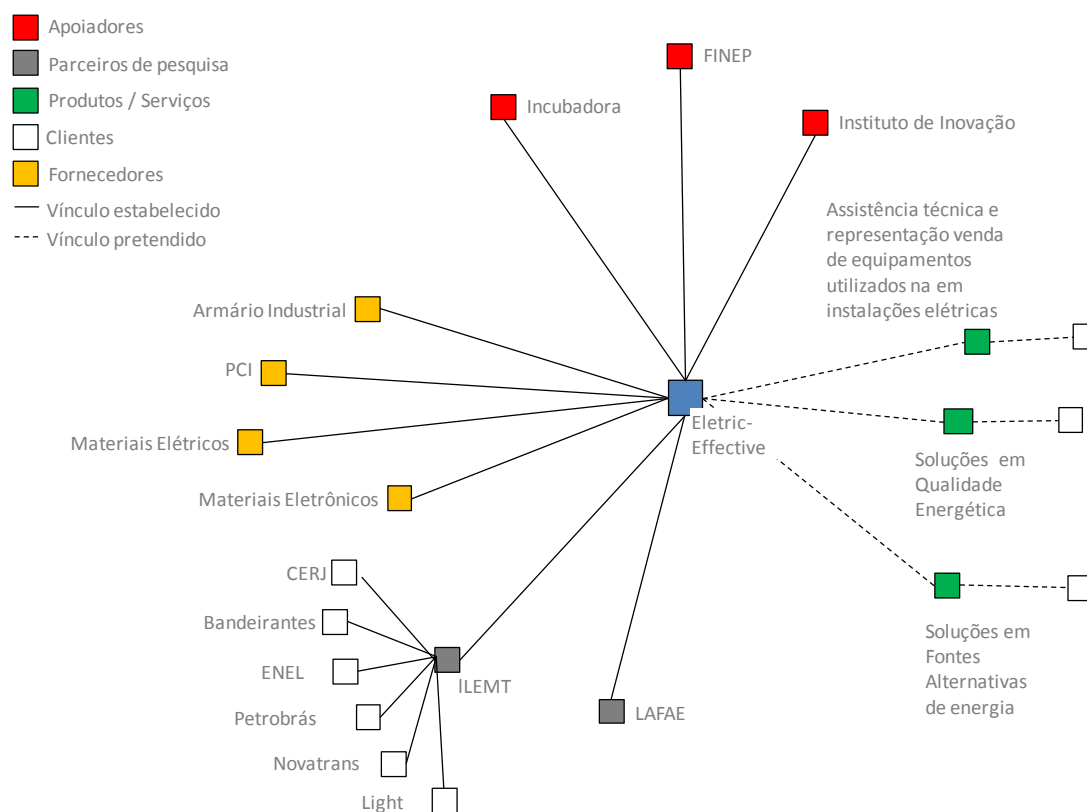 Apoiadores
Parceiros de pesquisa
Produtos / Serviços
Clientes
Fornecedores
Vínculo estabelecido
Vínculo pretendido
FINEP
Incubadora
Instituto de Inovação
Assistência técnica e
representação venda
de equipamentos
utilizados na em
instalações elétricas
Armário Industrial
PCI
Materiais Elétricos
Materiais Eletrônicos
Eletric-
Effective
Soluções em
Qualidade
Energética
CERJ
Bandeirantes
ENEL
Petrobrás
Novatrans
Light
ILEMT
LAFAE
Soluções em
Fontes
Alternativas
de energia